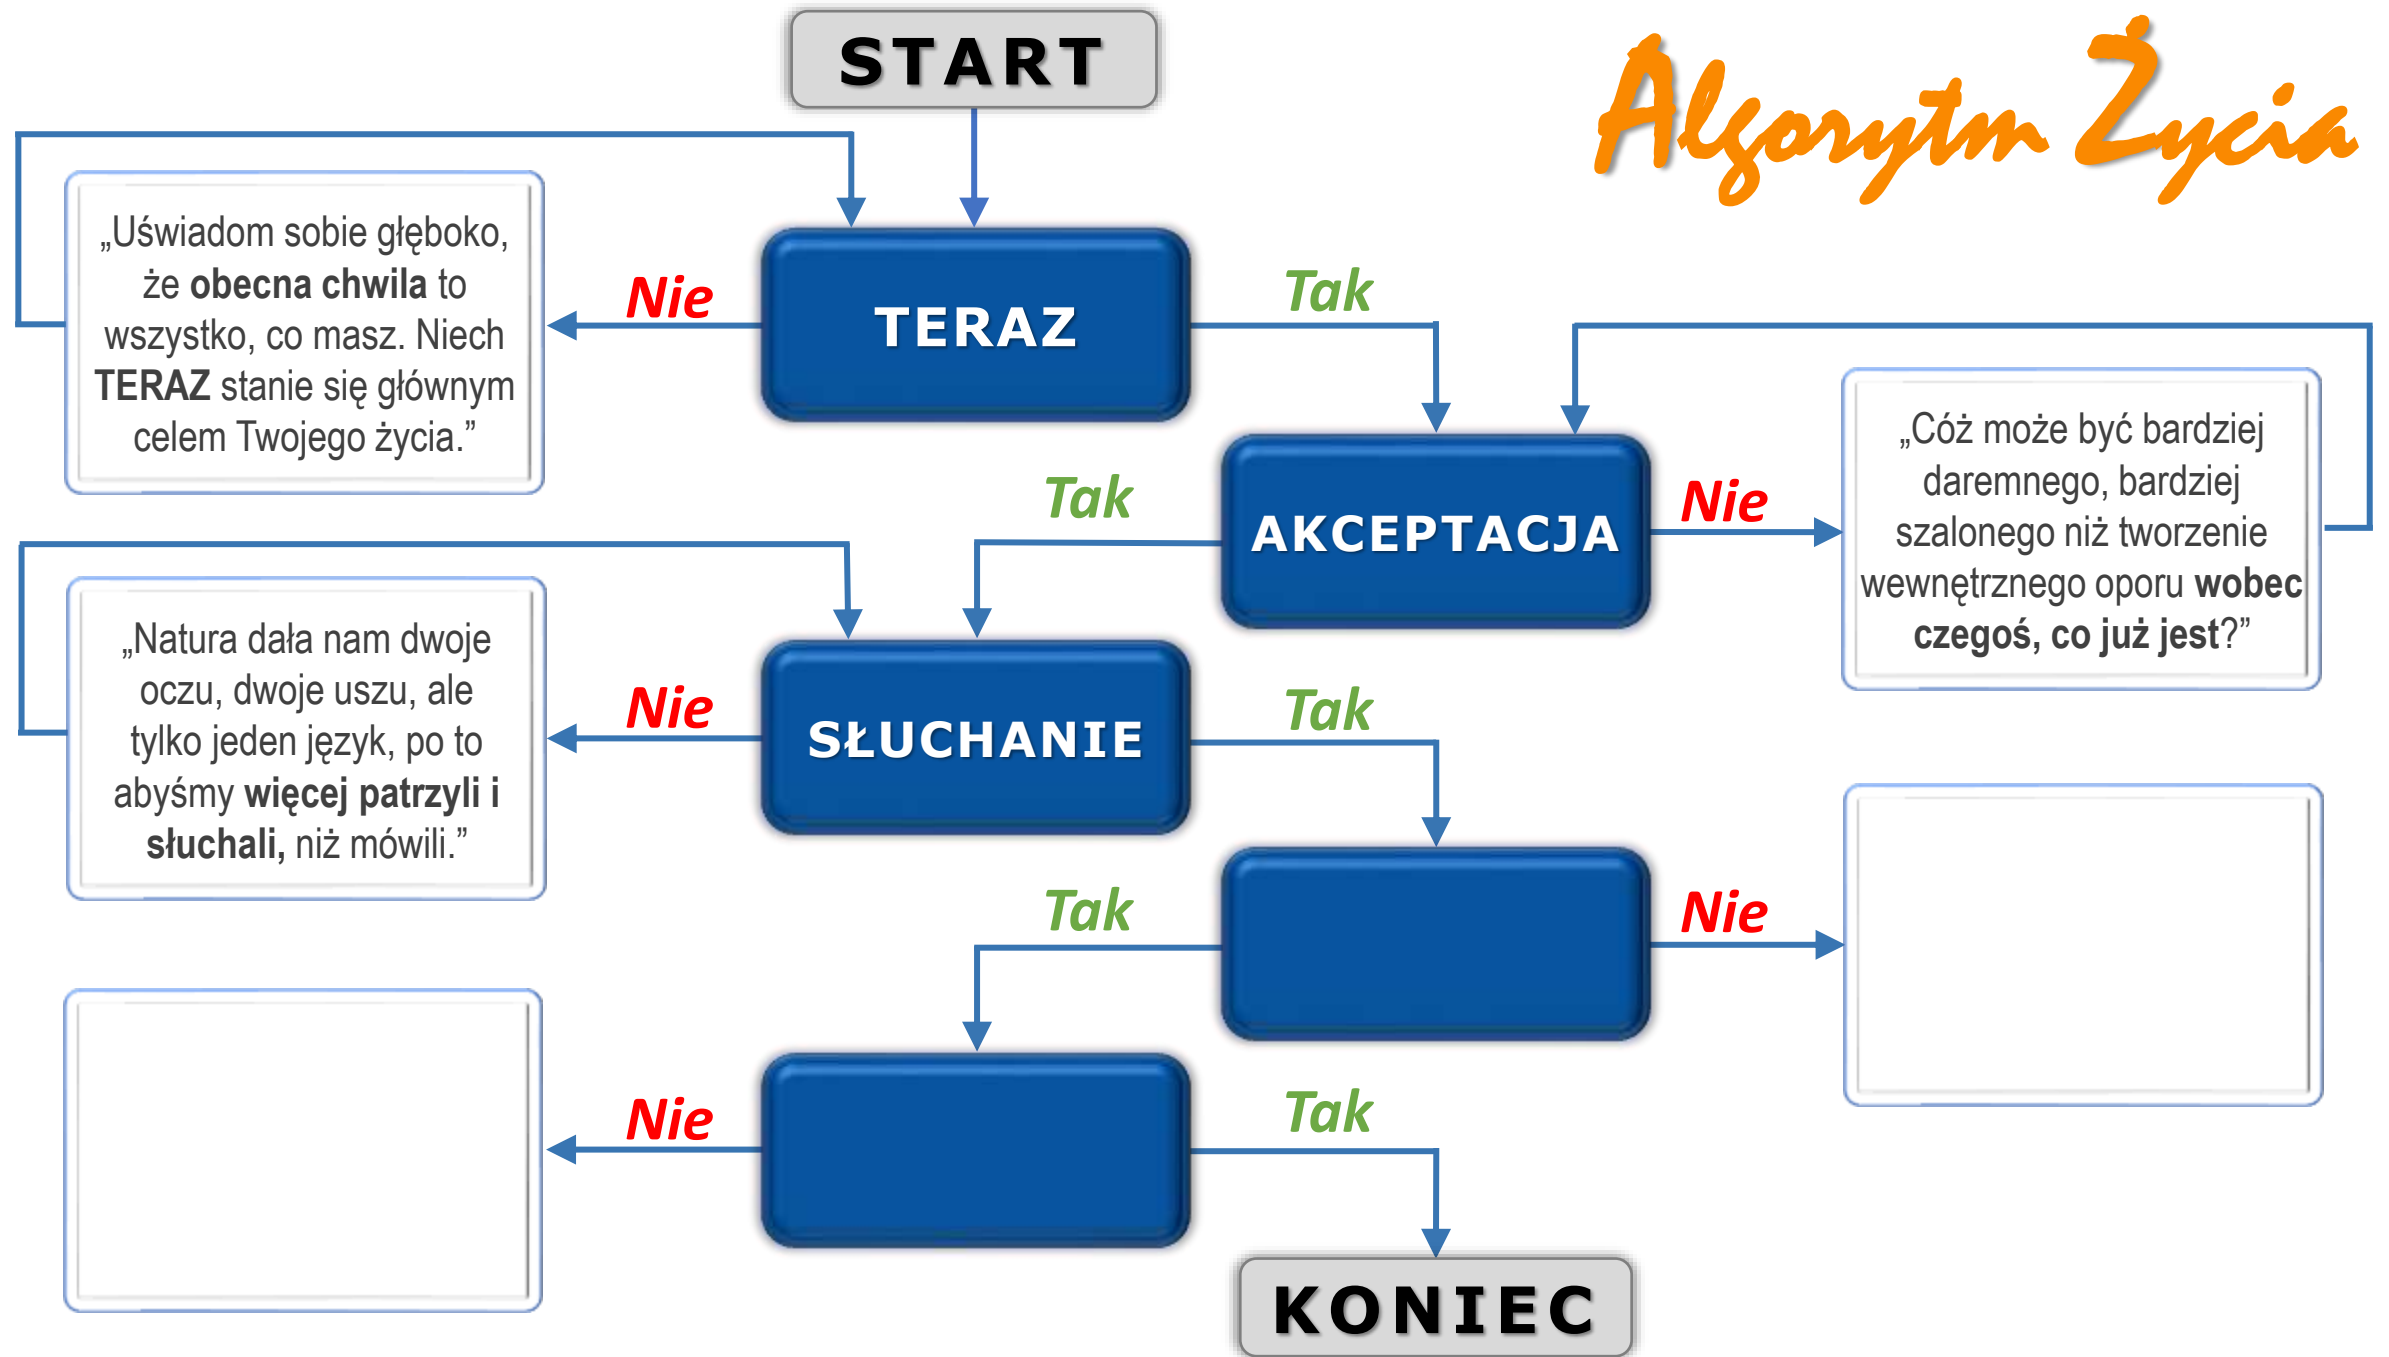 START
Algorytm Życia
„Uświadom sobie głęboko,
że obecna chwila to
wszystko, co masz. Niech
TERAZ stanie się głównym
celem Twojego życia.”
Nie
TERAZ
Tak
„Cóż może być bardziej
daremnego, bardziej
szalonego niż tworzenie
wewnętrznego oporu wobec
czegoś, co już jest?”
Tak
AKCEPTACJA
Nie
„Natura dała nam dwoje
oczu, dwoje uszu, ale
tylko jeden język, po to
abyśmy więcej patrzyli i
słuchali, niż mówili.”
Nie
SŁUCHANIE
Tak
Tak
Nie
Nie
Tak
KONIEC